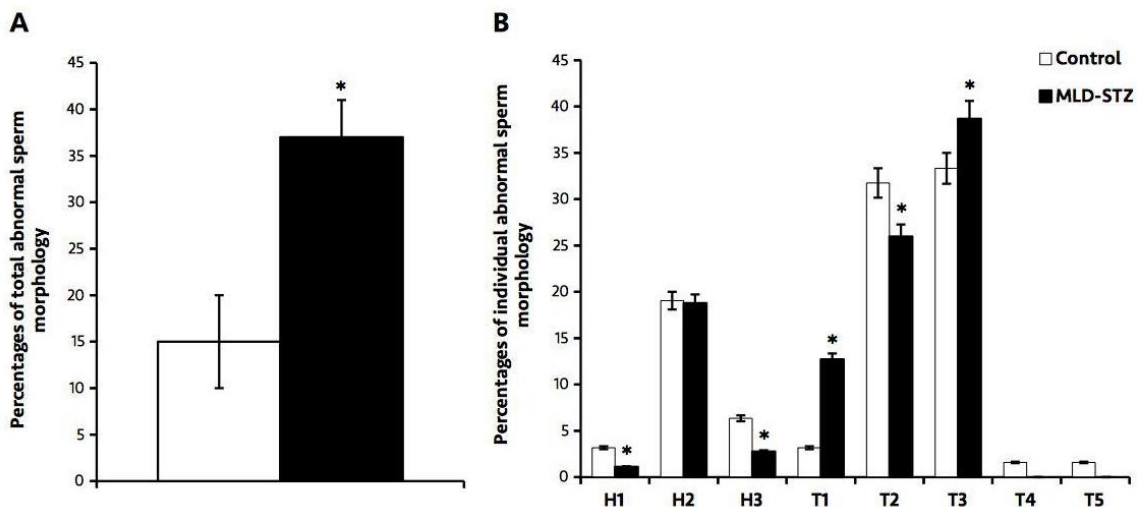 A
Percentages of total abnormal sperm
morphology
45
40
35
30
25
20
15
10
5
0
*
B
Percentages of individual abnormal sperm
morphology
45
40
35
30
25
20
15
10
5
0
* * * * * *
H1 H2 H3 T1 T2 T3 T4 T5
Control
MLD-STZ